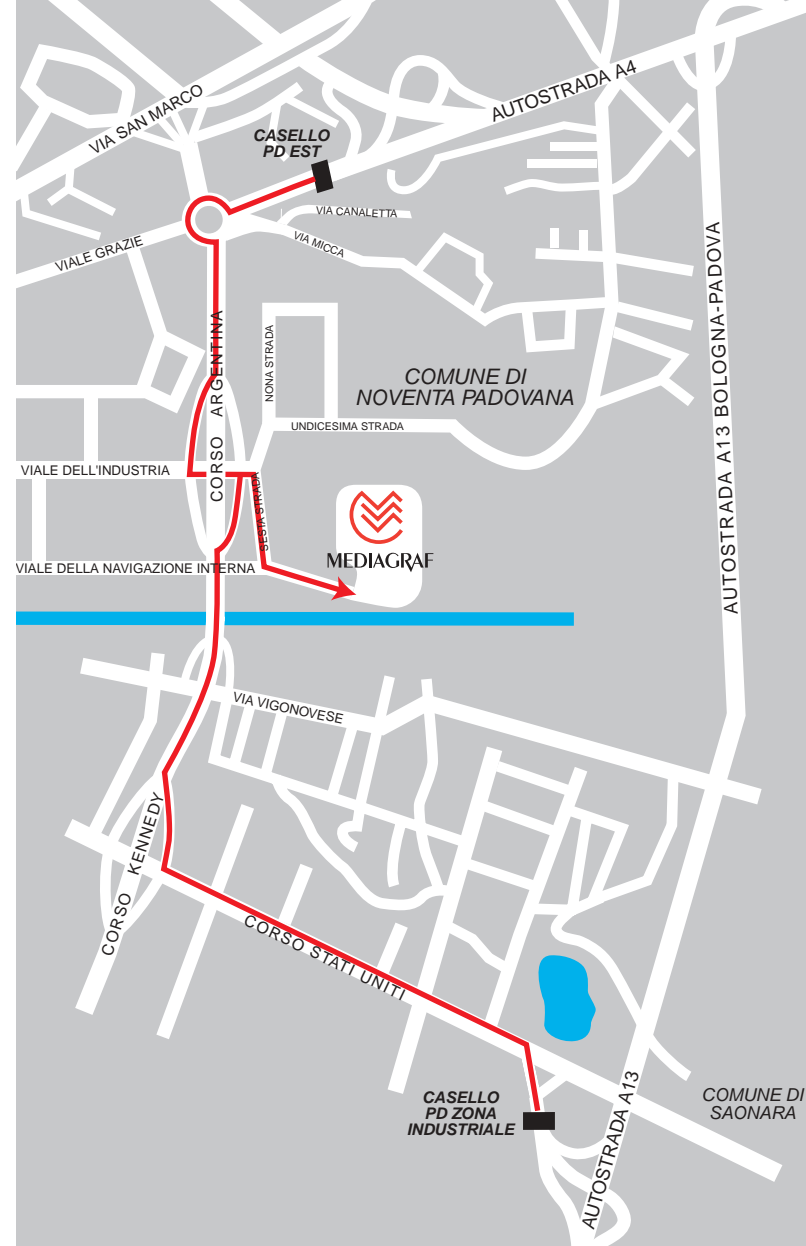 AUTOSTRADA A4
VIA SAN MARCO
CASELLO
PD EST
VIA CANALETTA
VIALE GRAZIE
VIA MICCA
AUTOSTRADA A13 BOLOGNA-PADOVA
CORSO ARGENTINA
NONA STRADA
COMUNE DI
NOVENTA PADOVANA
UNDICESIMA STRADA
VIALE DELL'INDUSTRIA
SESTA STRADA
MEDIAGRAF
VIALE DELLA NAVIGAZIONE INTERNA
VIA VIGONOVESE
CORSO KENNEDY
CORSO STATI UNITI
CASELLO
PD ZONA
INDUSTRIALE
AUTOSTRADA A13
COMUNE DI
SAONARA